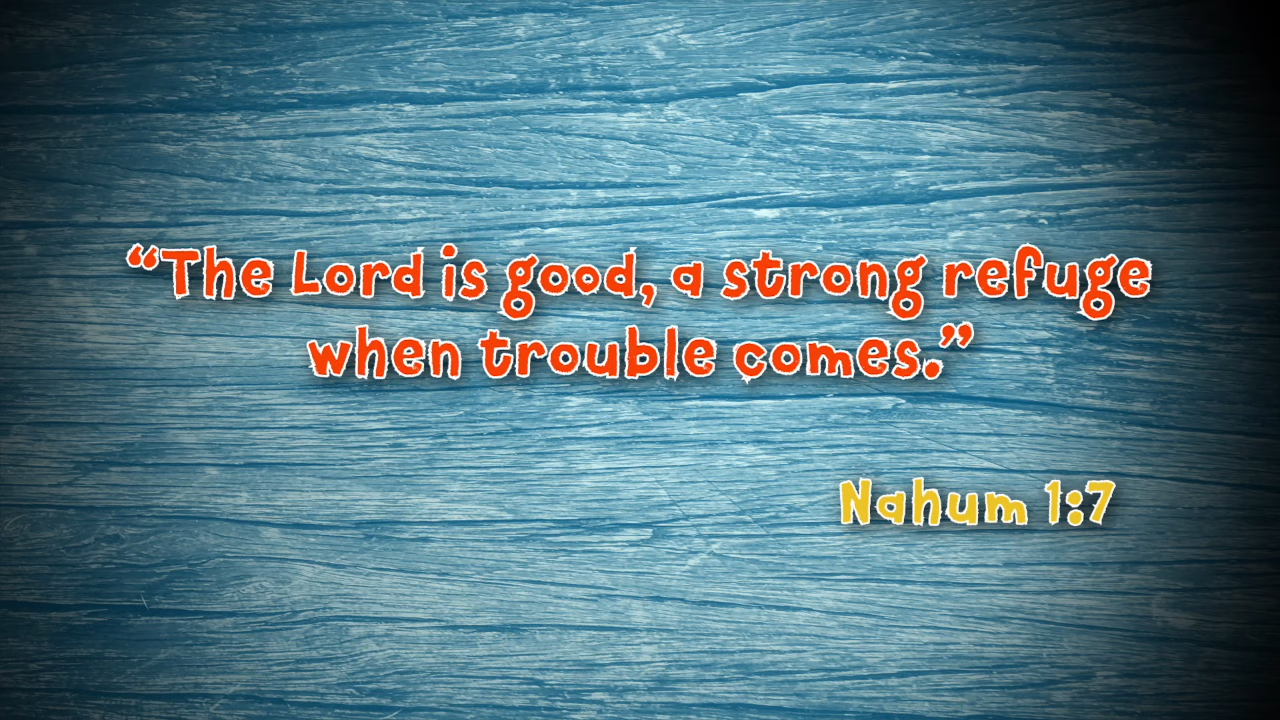 “The Lord is good, a strong refuge
when trouble comes.”
Nahum 1:7